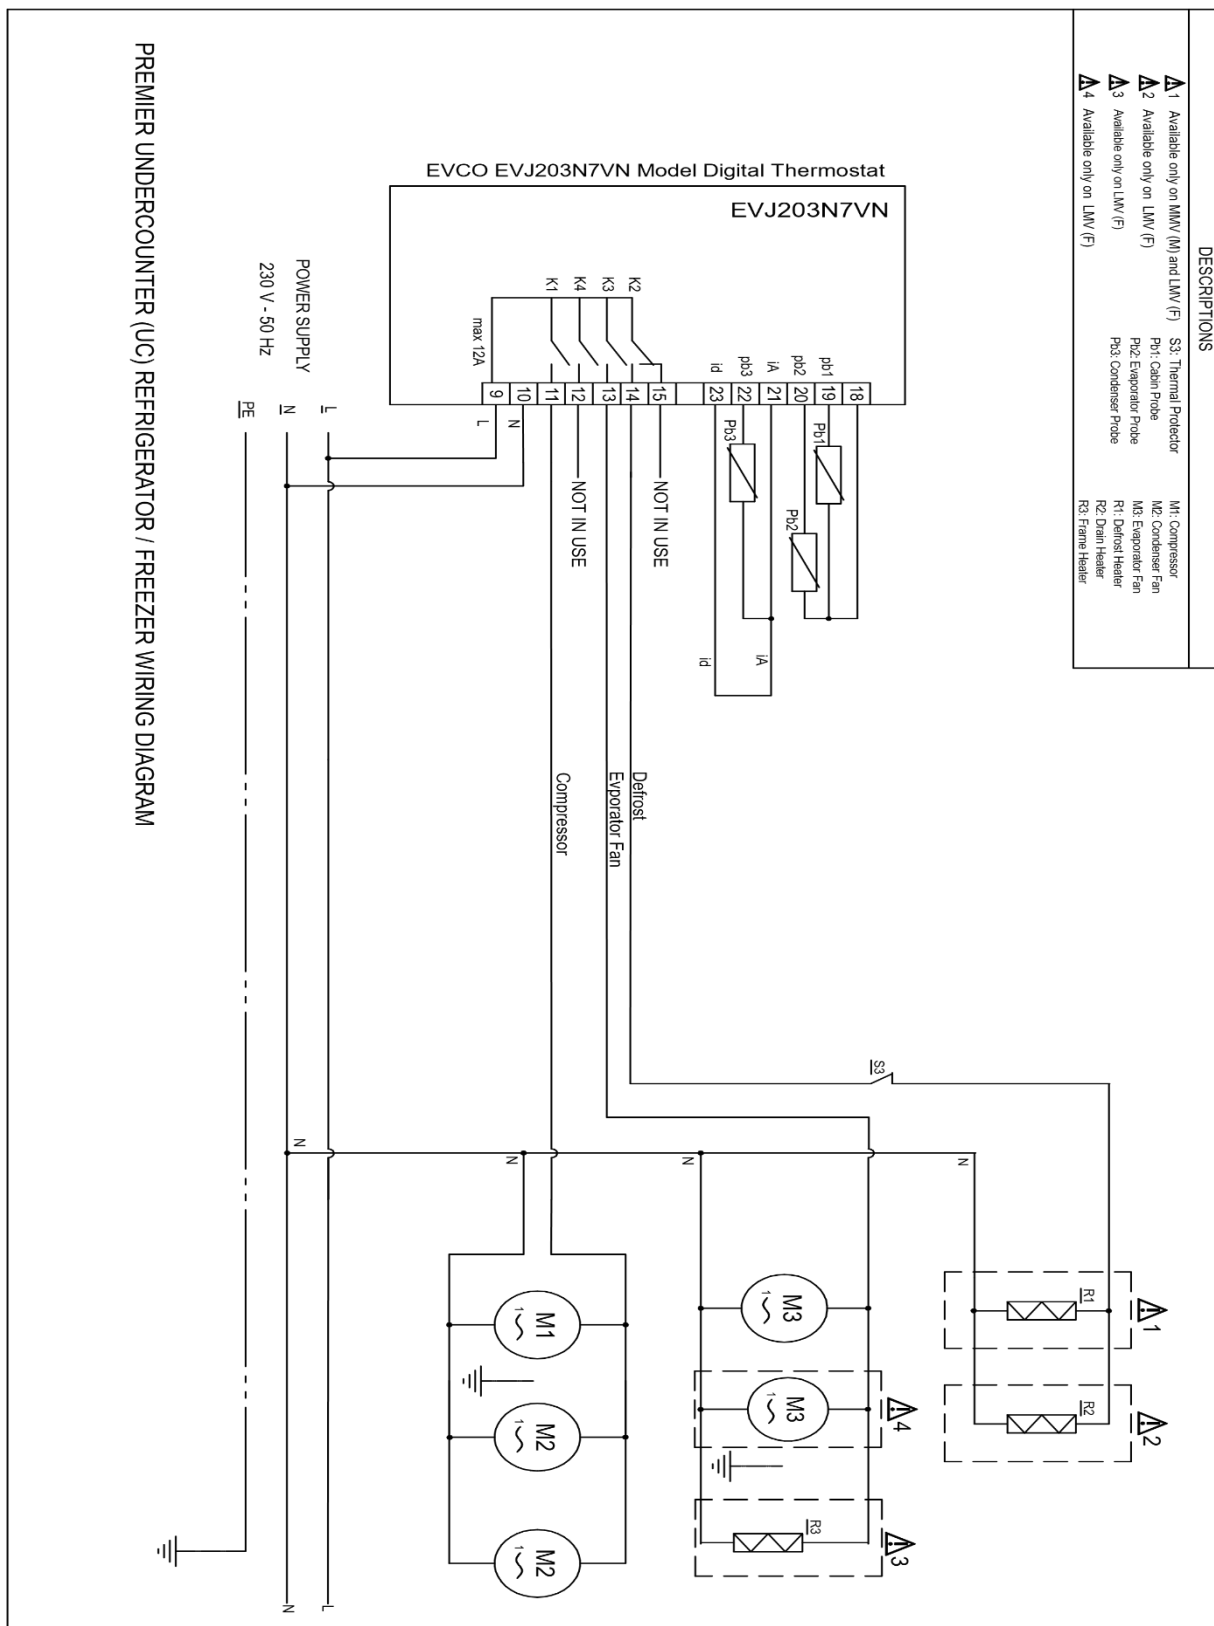 DESCRIPTIONS
1 Available only on MMV (M) and LMV (F)
2 Available only on LMV (F)
3 Available only on LMV (F)
4 Available only on LMV (F)
S3: Thermal Protector
Pb1: Cabin Probe
Pb2: Evaporator Probe
Pb3: Condenser Probe
M1: Compressor
M2: Condenser Fan
M3: Evaporator Fan
R1: Defrost Heater
R2: Drain Heater
R3: Frame Heater
EVCO EVJ203N7VN Model Digital Thermostat
EVJ203N7VN
K1
K4
K3
K2
max 12A
id
pb3
iA
pb2
pb1
9
10
11
12
13
14
15
23
22
21
20
19
18
L
N
NOT IN USE
NOT IN USE
Pb3
Pb2
Pb1
id
iA
POWER SUPPLY
230 V - 50 Hz
L
N
PE
Defrost
Evporator Fan
Compressor
S3
N
N
N
N
R1
1
R2
2
M3
1
M3
1
4
R3
3
M1
1
M2
1
M2
1
L
N
PREMIER UNDERCOUNTER (UC) REFRIGERATOR / FREEZER WIRING DIAGRAM